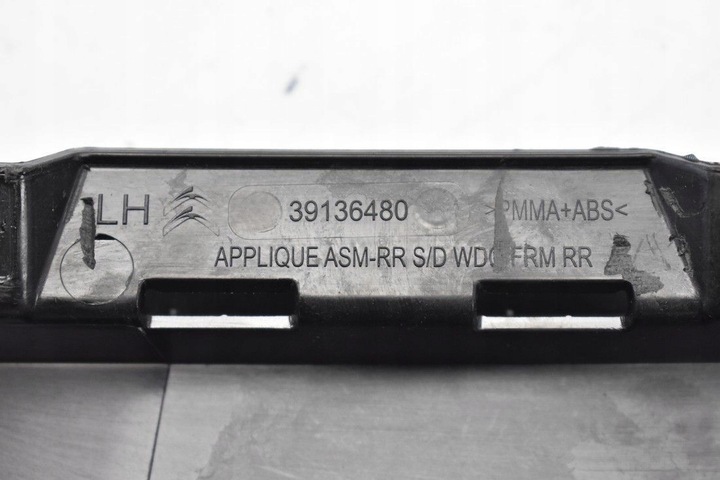 LH 39136480 >PMMA+ABS<
APPLIQUE ASM-RR S/D WDO FRM RR